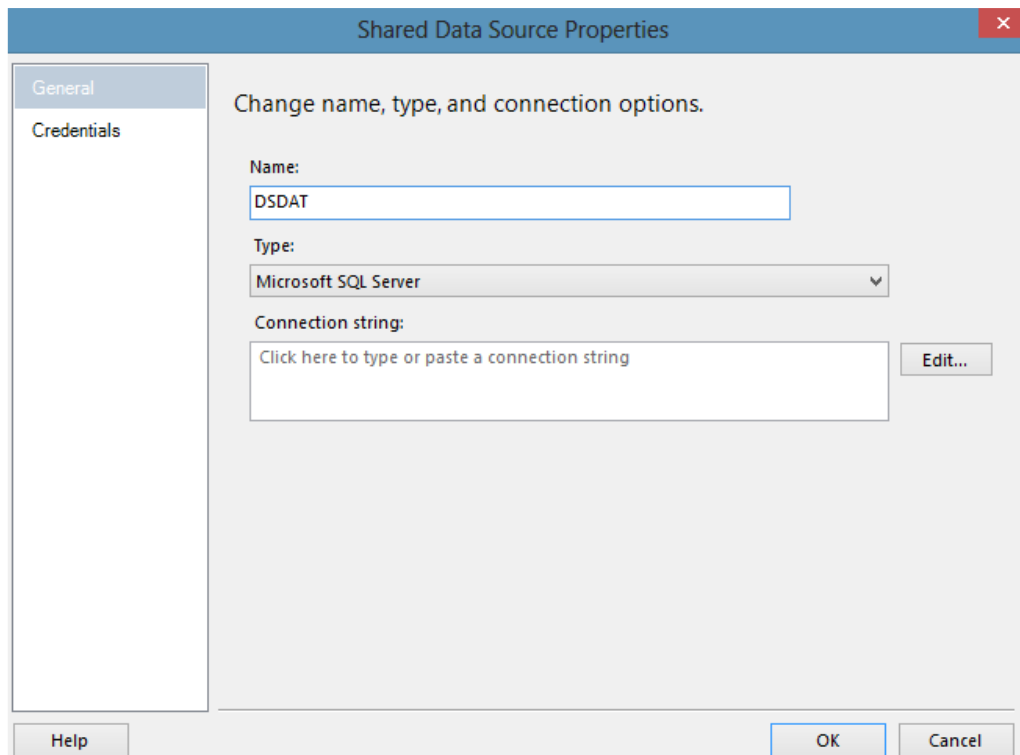 Shared Data Source Properties
General
Credentials
Change name, type, and connection options.
Name:
DSDAT
Type:
Microsoft SQL Server
Connection string:
Click here to type or paste a connection string
Edit...
Help
OK
Cancel